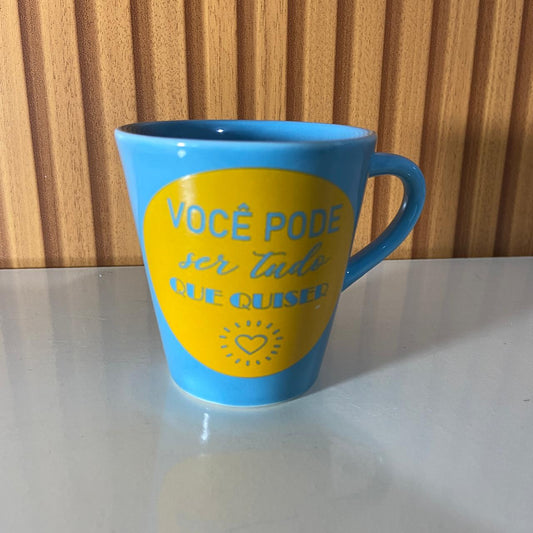 VOCÊ PODE
ser tudo
QUE QUISER